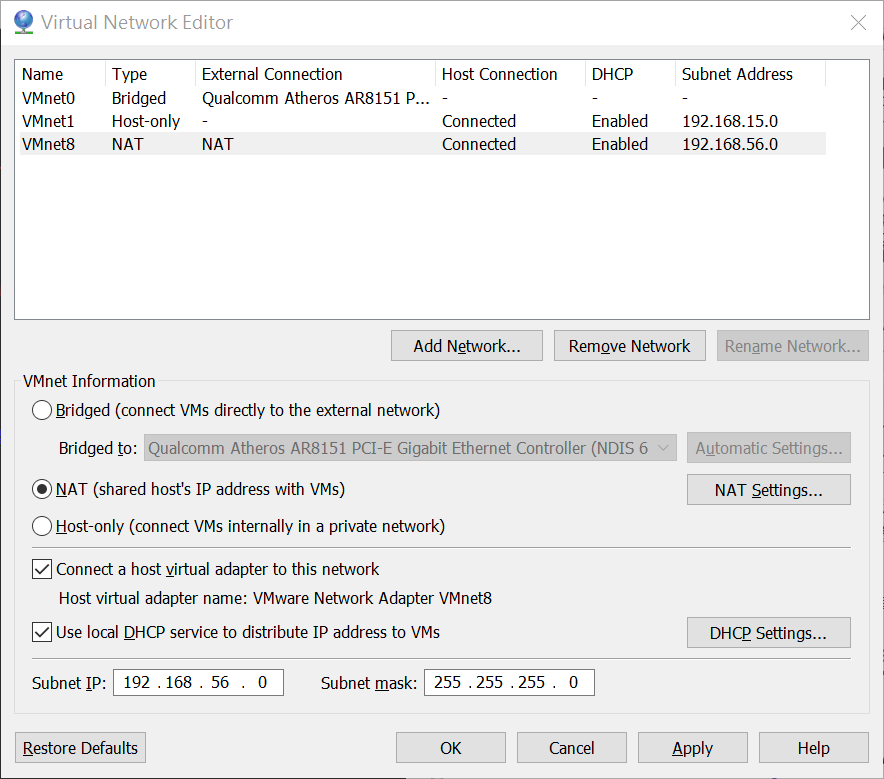 Virtual Network Editor
Name Type External Connection Host Connection DHCP Subnet Address
VMnet0 Bridged Qualcomm Atheros AR8151 P... - - -
VMnet1 Host-only - Connected Enabled 192.168.15.0
VMnet8 NAT NAT Connected Enabled 192.168.56.0
Add Network... Remove Network Rename Network...
VMnet Information
Bridged (connect VMs directly to the external network)
Bridged to: Qualcomm Atheros AR8151 PCI-E Gigabit Ethernet Controller (NDIS 6 Automatic Settings...
NAT (shared host's IP address with VMs) NAT Settings...
Host-only (connect VMs internally in a private network)
Connect a host virtual adapter to this network
Host virtual adapter name: VMware Network Adapter VMnet8
Use local DHCP service to distribute IP address to VMs DHCP Settings...
Subnet IP: 192 . 168 . 56 . 0 Subnet mask: 255 . 255 . 255 . 0
Restore Defaults OK Cancel Apply Help